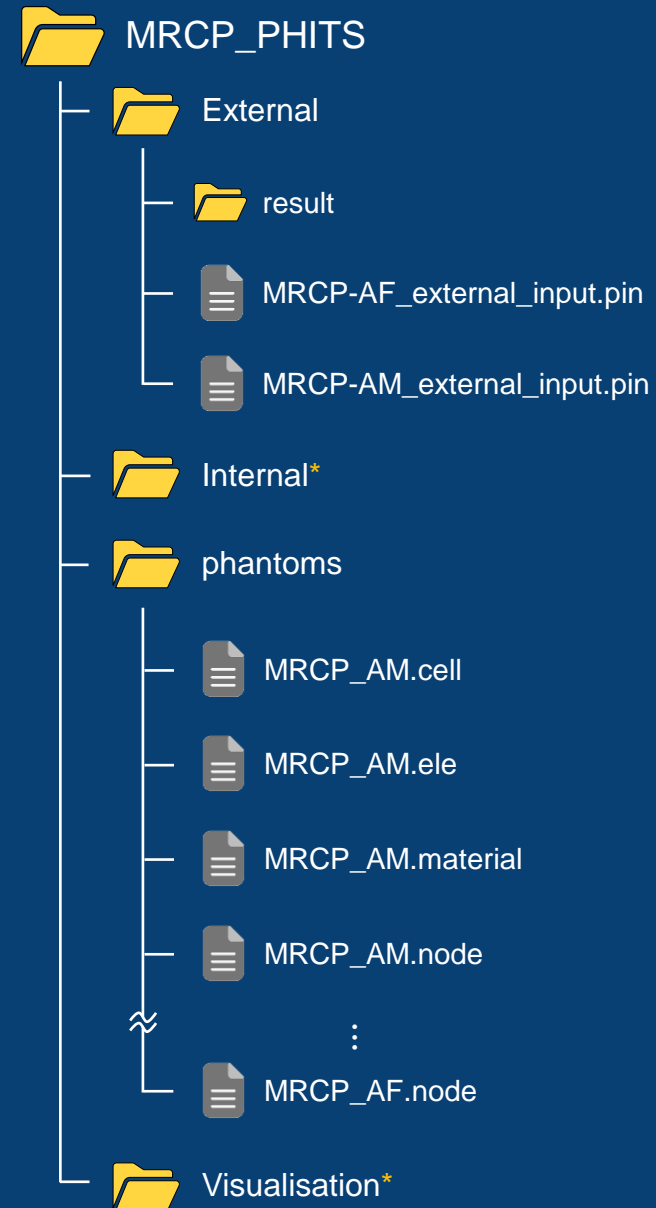 MRCP_PHITS
External
result
MRCP-AF_external_input.pin
MRCP-AM_external_input.pin
Internal*
phantoms
MRCP_AM.cell
MRCP_AM.ele
MRCP_AM.material
MRCP_AM.node
⋮
MRCP_AF.node
Visualisation*